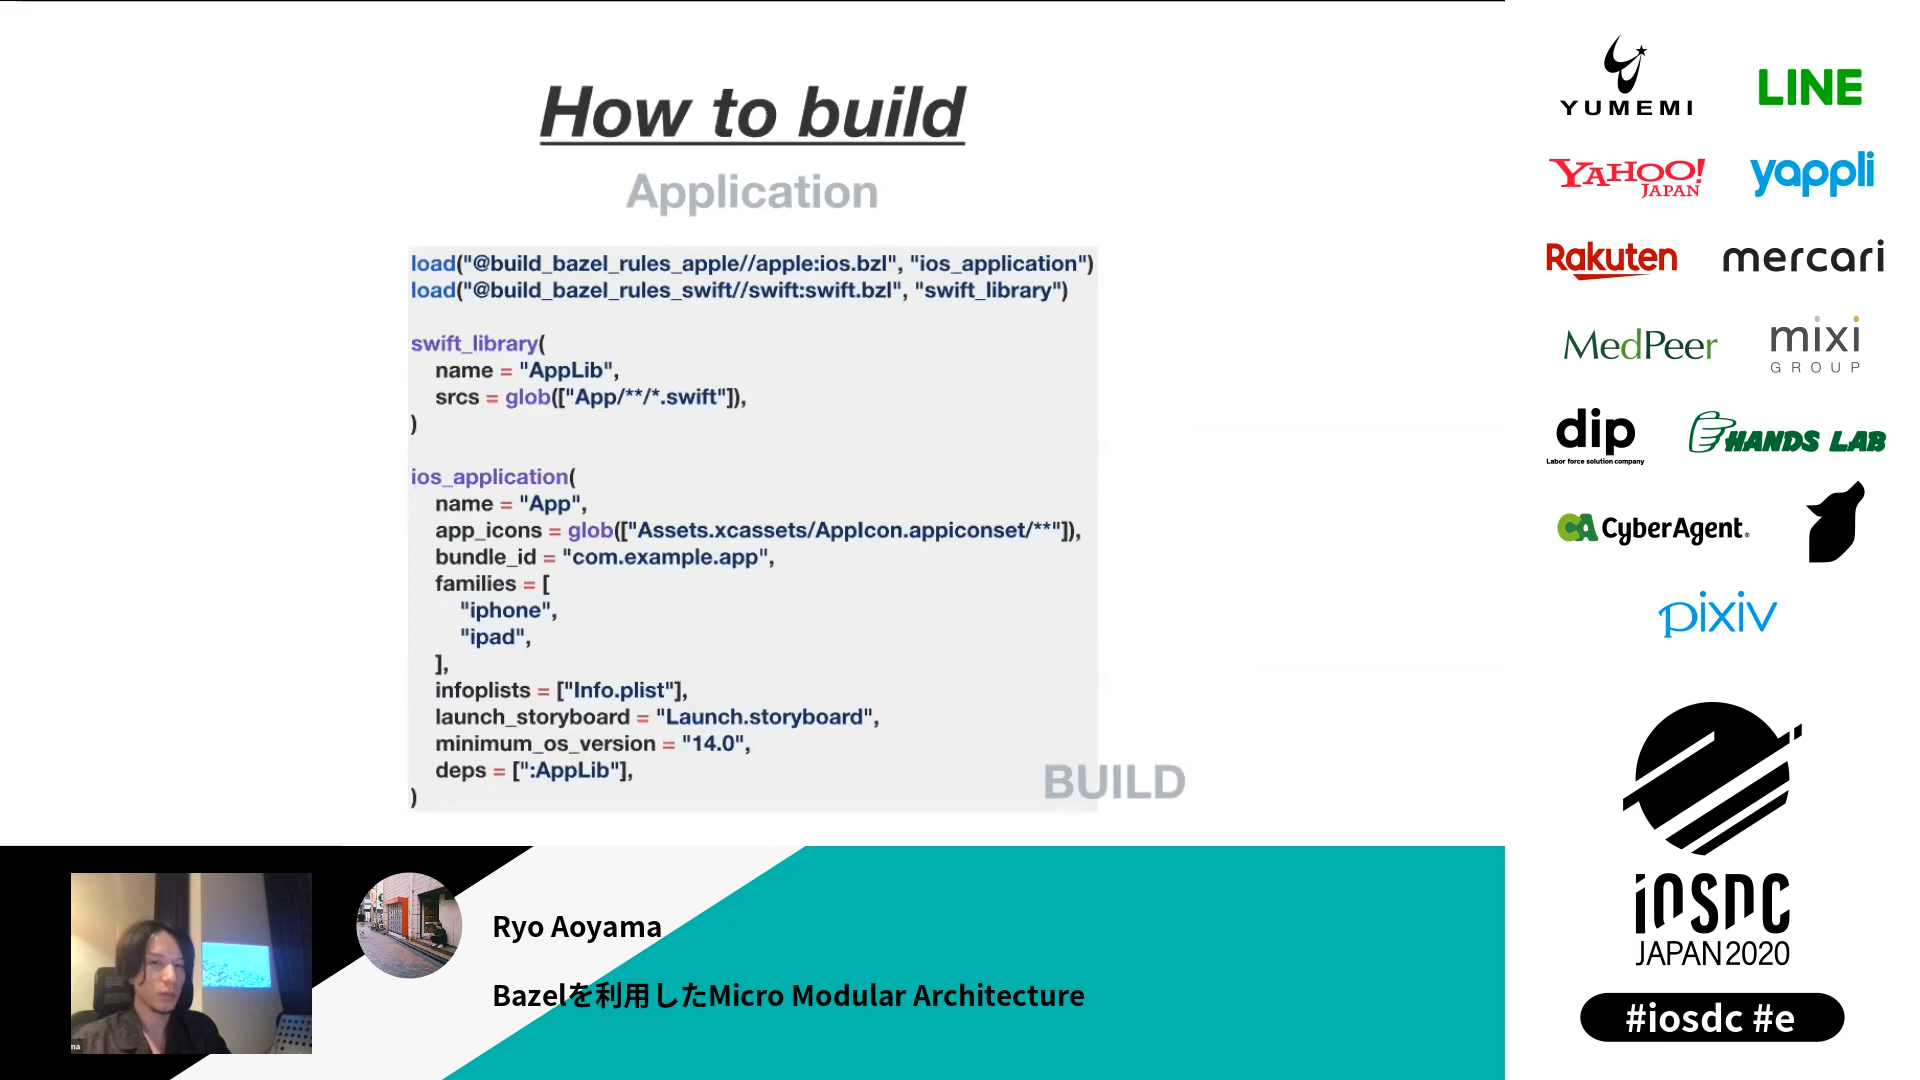 How to build
Application
load("@build_bazel_rules_apple//apple:ios.bzl", "ios_application")
load("@build_bazel_rules_swift//swift:swift.bzl", "swift_library")
swift_library(
name = "AppLib",
srcs = glob(["App/**/*.swift"]),
)
ios_application(
name = "App",
app_icons = glob(["Assets.xcassets/AppIcon.appiconset/**"]),
bundle_id = "com.example.app",
families = [
"iphone",
"ipad",
],
infoplists = ["Info.plist"],
launch_storyboard = "Launch.storyboard",
minimum_os_version = "14.0",
deps = [":AppLib"],
)
BUILD
ma
Ryo Aoyama
Bazelを利用したMicro Modular Architecture
YUMEMI
LINE
YAHOO!
JAPAN
yappli
Rakuten
mercari
MedPeer
mixi
GROUP
dip
Labor force solution company
HANDS LAB
CA CyberAgent.
pixiv
iOSDC
JAPAN2020
#iosdc #e